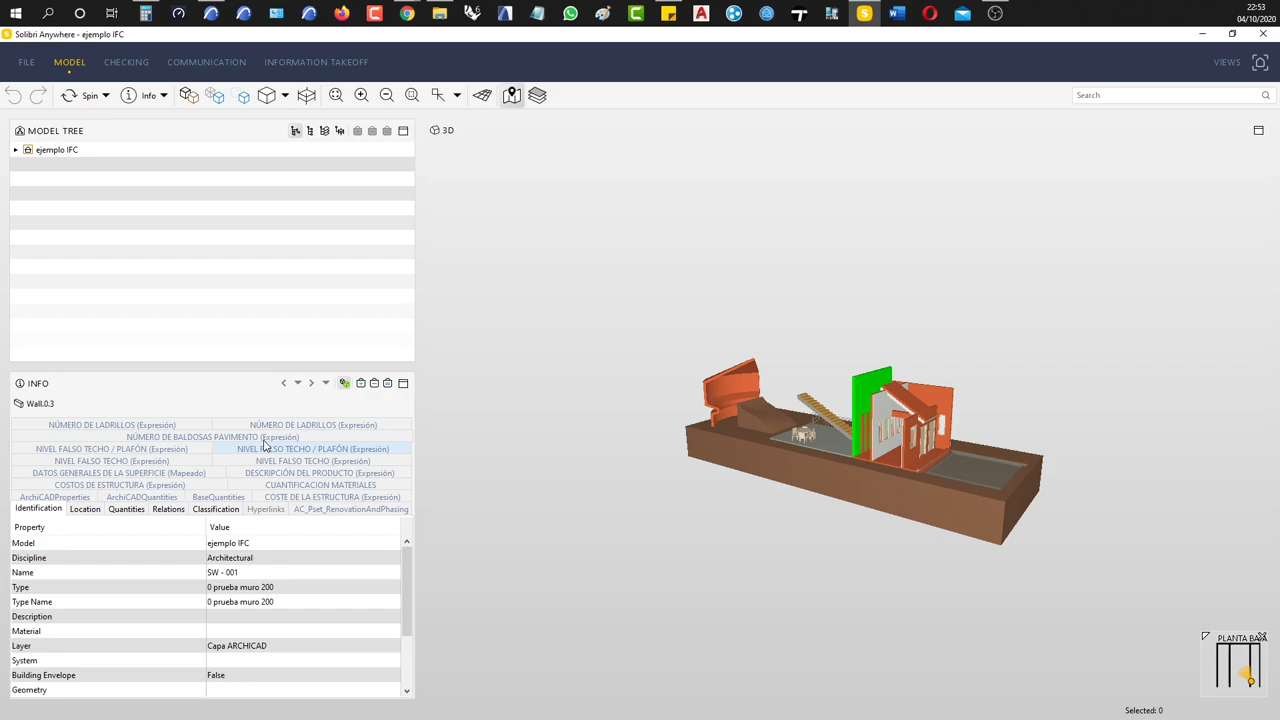 22:53
04/10/2020
Solibri Anywhere - ejemplo IFC
FILE MODEL CHECKING COMMUNICATION INFORMATION TAKEOFF VIEWS
Spin Info Search
MODEL TREE
3D
ejemplo IFC
INFO
Wall.0.3
NÚMERO DE LADRILLOS (Expresión) NÚMERO DE LADRILLOS (Expresión)
NÚMERO DE BALDOSAS PAVIMENTO (Expresión)
NIVEL FALSO TECHO / PLAFÓN (Expresión) NIVEL FALSO TECHO / PLAFÓN (Expresión)
NIVEL FALSO TECHO (Expresión) NIVEL FALSO TECHO (Expresión)
DATOS GENERALES DE LA SUPERFICIE (Mapeado) DESCRIPCIÓN DEL PRODUCTO (Expresión)
COSTOS DE ESTRUCTURA (Expresión) CUANTIFICACION MATERIALES
ArchiCADProperties ArchiCADQuantities BaseQuantities COSTE DE LA ESTRUCTURA (Expresión)
Identification Location Quantities Relations Classification Hyperlinks AC_Pset_RenovationAndPhasing
Property Value
Model ejemplo IFC
Discipline Architectural
Name SW - 001
Type 0 prueba muro 200
Type Name 0 prueba muro 200
Description
Material
Layer Capa ARCHICAD
System
Building Envelope False
Geometry
PLANTA BAJA
Selected: 0